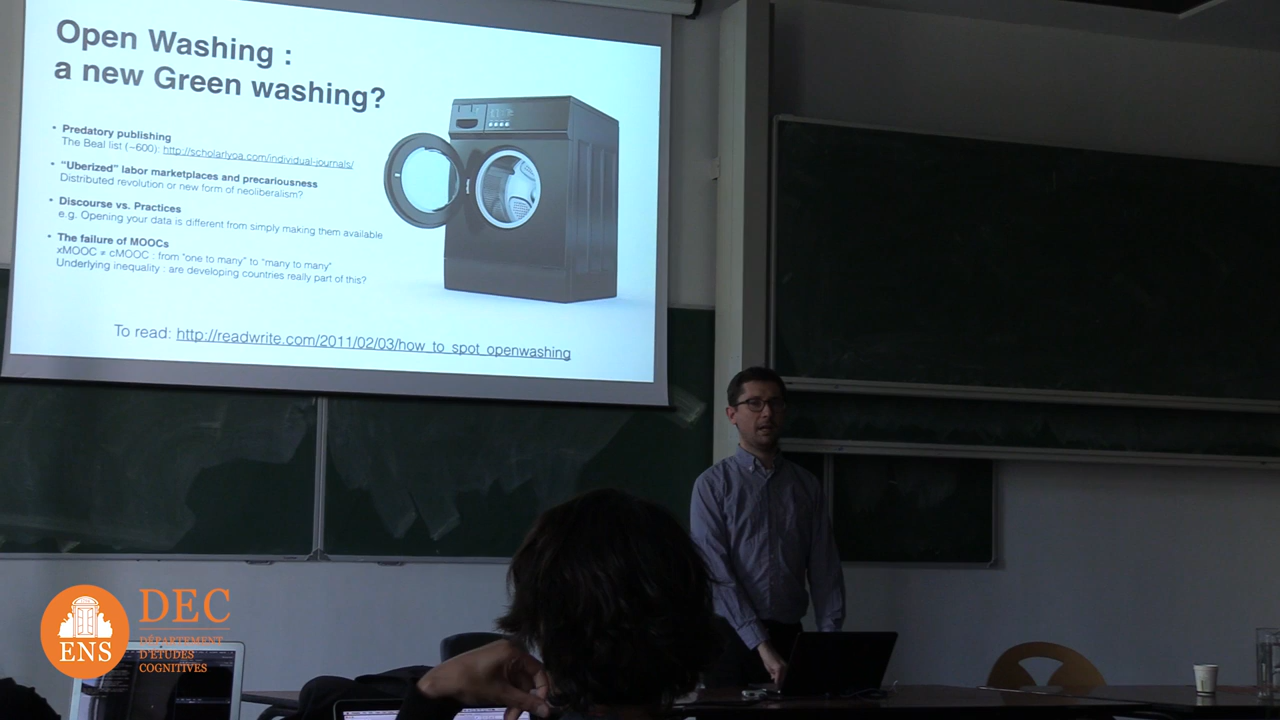 Open Washing :
a new Green washing?
• Predatory publishing
The Beal list (~600): http://scholarlyoa.com/individual-journals/
• “Uberized” labor marketplaces and precariousness
Distributed revolution or new form of neoliberalism?
• Discourse vs. Practices
e.g. Opening your data is different from simply making them available
• The failure of MOOCs
xMOOC ≠ cMOOC : from "one to many" to "many to many"
Underlying inequality : are developing countries really part of this?
To read: http://readwrite.com/2011/02/03/how_to_spot_openwashing
ENS
DEC
DÉPARTEMENT
D'ÉTUDES
COGNITIVES